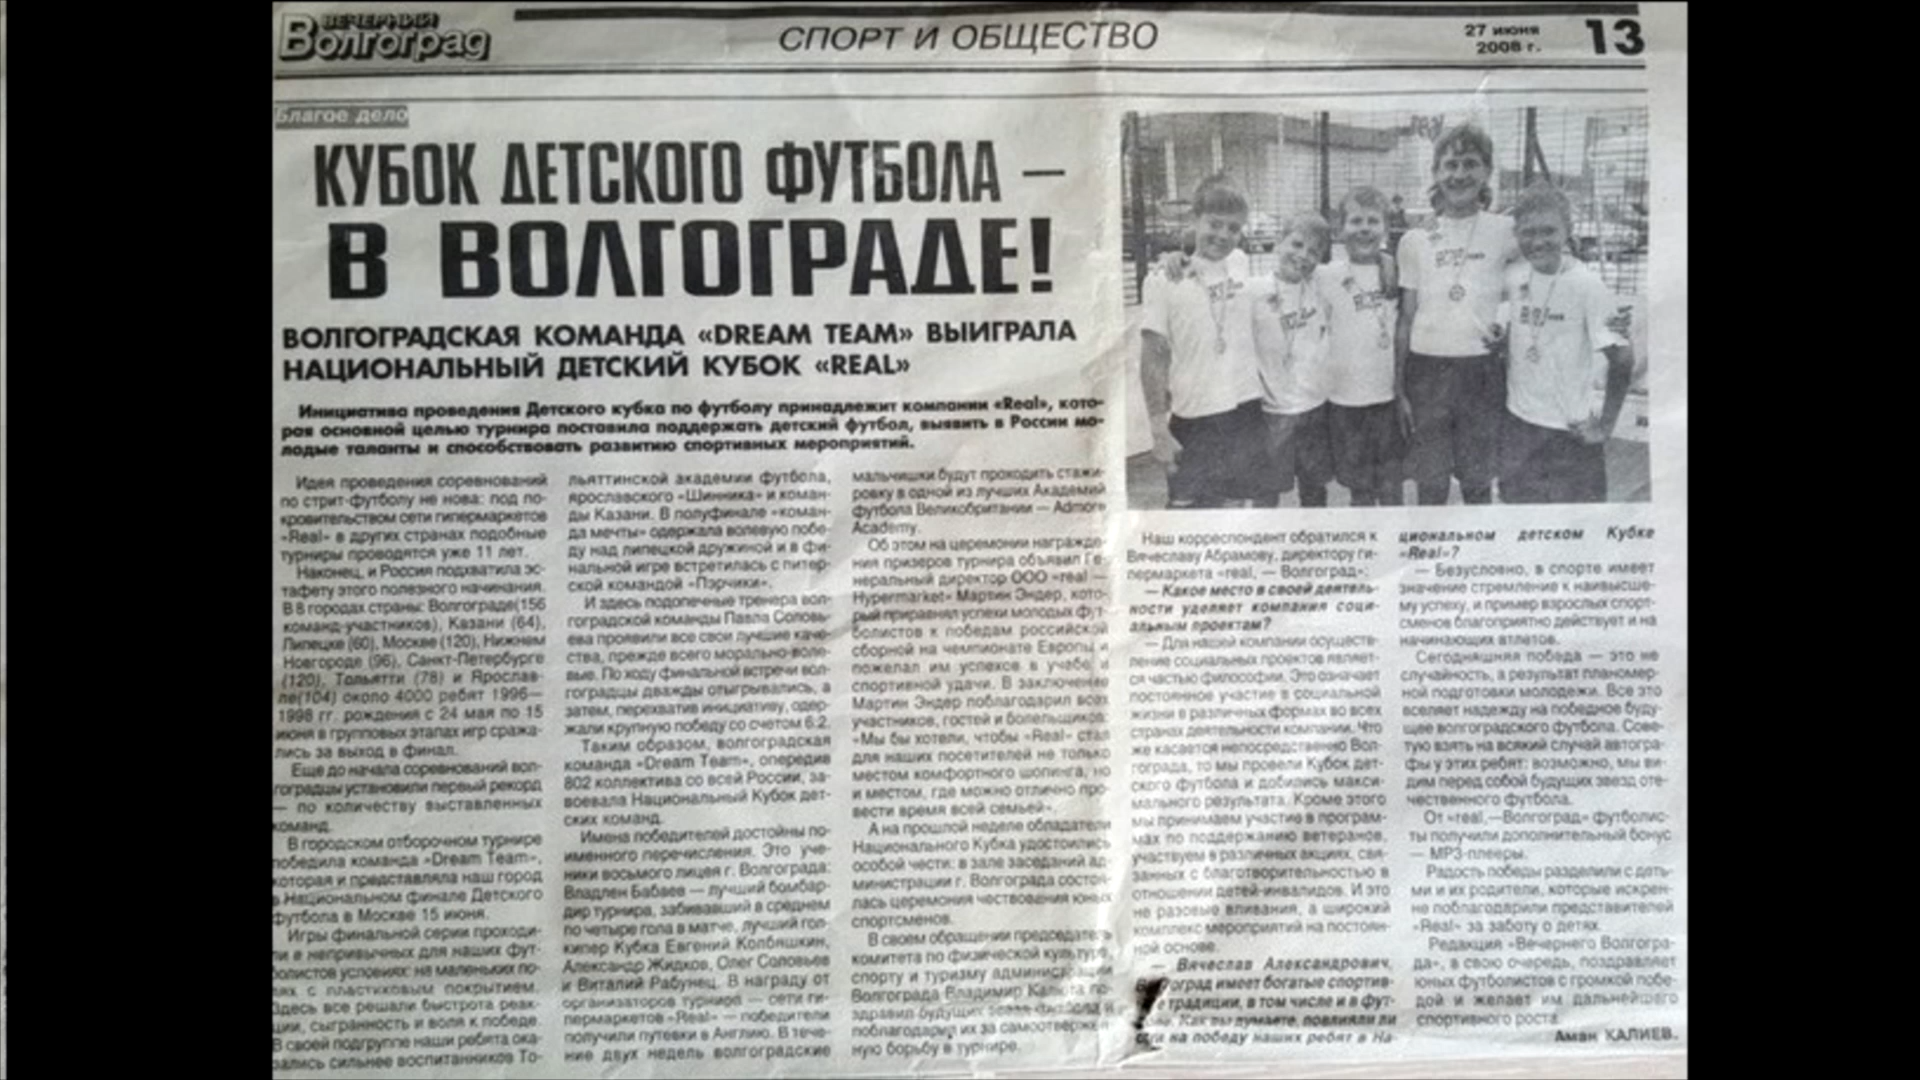 ВЕЧЕРНИЙ
Волгоград
СПОРТ И ОБЩЕСТВО
27 июня
2008 г.
13
Благое дело
КУБОК ДЕТСКОГО ФУТБОЛА –
В ВОЛГОГРАДЕ!
ВОЛГОГРАДСКАЯ КОМАНДА «DREAM TEAM» ВЫИГРАЛА
НАЦИОНАЛЬНЫЙ ДЕТСКИЙ КУБОК «REAL»
Инициатива проведения Детского кубка по футболу принадлежит компании «Real», кото-
рая основной целью турнира поставила поддержать детский футбол, выявить в России мо-
лодые таланты и способствовать развитию спортивных мероприятий.
Идея проведения соревнований
по стрит-футболу не нова: под по-
кровительством сети гипермаркетов
«Real» в других странах подобные
турниры проводятся уже 11 лет.
Наконец, и Россия подхватила эс-
тафету этого полезного начинания.
В 8 городах страны: Волгограде(156
команд-участников), Казани (64),
Липецке (60), Москве (120), Нижнем
Новгороде (96), Санкт-Петербурге
(120), Тольятти (78) и Ярослав-
ле(104) около 4000 ребят 1996—
1998 гг. рождения с 24 мая по 15
июня в групповых этапах игр сража-
лись за выход в финал.
Еще до начала соревнований вол-
гоградцы установили первый рекорд
— по количеству выставленных
команд.
В городском отборочном турнире
победила команда «Dream Team»,
которая и представляла наш город
в Национальном финале Детского
футбола в Москве 15 июня.
Игры финальной серии проходи-
ли в непривычных для наших фут-
болистов условиях: на маленьких по-
лях с пластиковым покрытием.
Здесь все решали быстрота реак-
ции, сыгранность и воля к победе.
В своей подгруппе наши ребята ока-
зались сильнее воспитанников То-
льяттинской академии футбола,
ярославского «Шинника» и коман-
ды Казани. В полуфинале «коман-
да мечты» одержала волевую побе-
ду над липецкой дружиной и в фи-
нальной игре встретилась с питер-
ской командой «Пэрчики».
И здесь подопечные тренера вол-
гоградской команды Павла Соловь-
ева проявили все свои лучшие каче-
ства, прежде всего морально-воле-
вые. По ходу финальной встречи вол-
гоградцы дважды отыгрывались, а
затем, перехватив инициативу, одер-
жали крупную победу со счетом 6:2.
Таким образом, волгоградская
команда «Dream Team», опередив
802 коллектива со всей России, за-
воевала Национальный Кубок дет-
ских команд.
Имена победителей достойны по-
именного перечисления. Это уче-
ники восьмого лицея г. Волгограда:
Владлен Бабаев — лучший бомбар-
дир турнира, забивавший в среднем
по четыре гола в матче, лучший гол-
кипер Кубка Евгений Колбяшкин,
Александр Жидков, Олег Соловьев
и Виталий Рабунец. В награду от
организаторов турнира — сети ги-
пермаркетов «Real» — победители
получили путевки в Англию. В тече-
ние двух недель волгоградские
мальчишки будут проходить стажи-
ровку в одной из лучших Академий
футбола Великобритании — Admore
Academy.
Об этом на церемонии награжде-
ния призеров турнира объявил Ге-
неральный директор ООО «real —
Hypermarket» Мартин Эндер, кото-
рый приравнял успехи молодых фут-
болистов к победам российской
сборной на чемпионате Европы и
пожелал им успехов в учебе и
спортивной удачи. В заключение
Мартин Эндер поблагодарил всех
участников, гостей и болельщиков:
«Мы бы хотели, чтобы «Real» стал
для наших посетителей не только
местом комфортного шопинга, но
и местом, где можно отлично про-
вести время всей семьей».
А на прошлой неделе обладатели
Национального Кубка удостоились
особой чести: в зале заседаний ад-
министрации г. Волгограда состоя-
лась церемония чествования юных
спортсменов.
В своем обращении председатель
комитета по физической культуре,
спорту и туризму администрации
Волгограда Владимир Калюта по-
здравил будущих звезд футбола и
поблагодарил их за самоотвержен-
ную борьбу в турнире.
Наш корреспондент обратился к
Вячеславу Абрамову, директору ги-
пермаркета «real, — Волгоград»:
— Какое место в своей деятель-
ности уделяет компания соци-
альным проектам?
— Для нашей компании осуществ-
ление социальных проектов являет-
ся частью философии. Это означает
постоянное участие в социальной
жизни в различных формах во всех
странах деятельности компании. Что
же касается непосредственно Вол-
гограда, то мы провели Кубок дет-
ского футбола и добились макси-
мального результата. Кроме этого
мы принимаем участие в програм-
мах по поддержанию ветеранов,
участвуем в различных акциях, свя-
занных с благотворительностью в
отношении детей-инвалидов. И это
не разовые вливания, а широкий
комплекс мероприятий на постоян-
ной основе.
— Вячеслав Александрович,
Волгоград имеет богатые спортив-
традиции, в том числе и в фут-
Как вы думаете, повлияли ли
на победу наших ребят в На-
циональном детском Кубке
«Real»?
— Безусловно, в спорте имеет
значение стремление к наивысше-
му успеху, и пример взрослых спорт-
сменов благоприятно действует и на
начинающих атлетов.
Сегодняшняя победа — это не
случайность, а результат планомер-
ной подготовки молодежи. Все это
вселяет надежду на победное буду-
щее волгоградского футбола. Сове-
тую взять на всякий случай автогра-
фы у этих ребят: возможно, мы ви-
дим перед собой будущих звезд оте-
чественного футбола.
От «real,—Волгоград» футболис-
ты получили дополнительный бонус
— MP3-плееры.
Радость победы разделили с деть-
ми и их родители, которые искрен-
не поблагодарили представителей
«Real» за заботу о детях.
Редакция «Вечернего Волгогра-
да», в свою очередь, поздравляет
юных футболистов с громкой побе-
дой и желает им дальнейшего
спортивного роста.
Аман КАЛИЕВ.